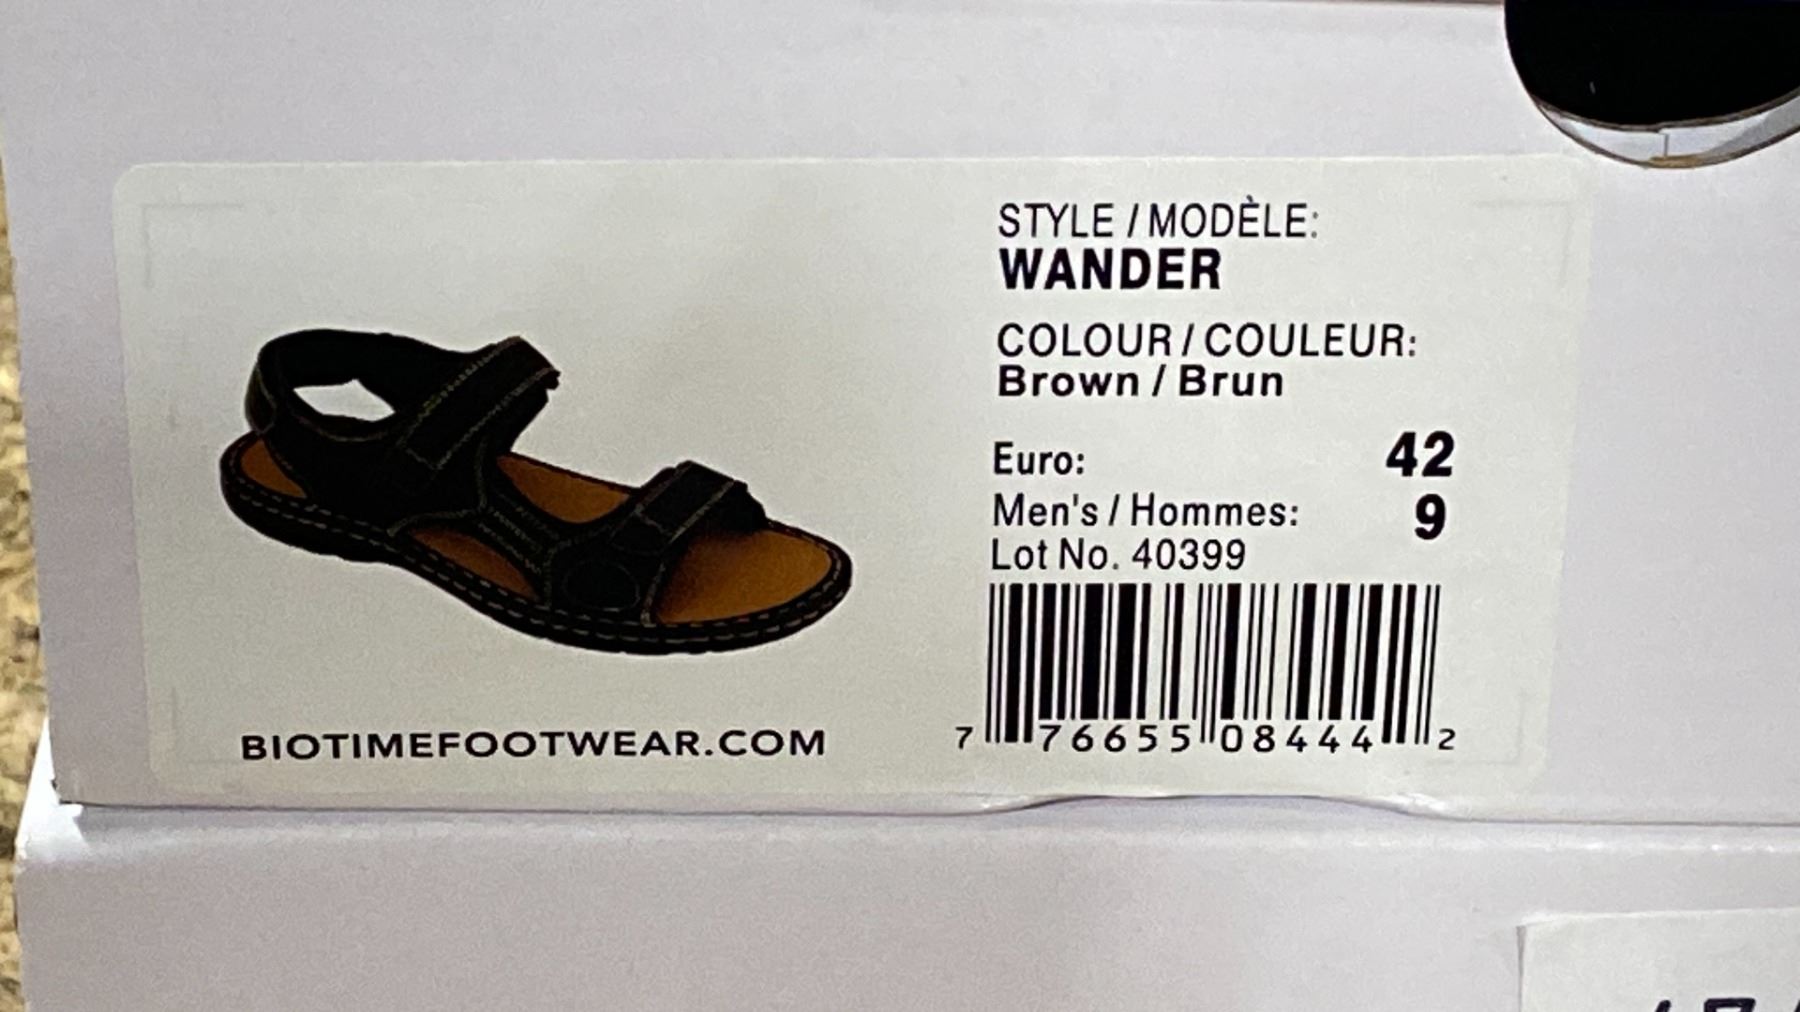 STYLE / MODÈLE:
WANDER
COLOUR / COULEUR:
Brown / Brun
Euro: 42
Men's / Hommes: 9
Lot No. 40399
7 76655 08444 2
BIOTIMEFOOTWEAR.COM